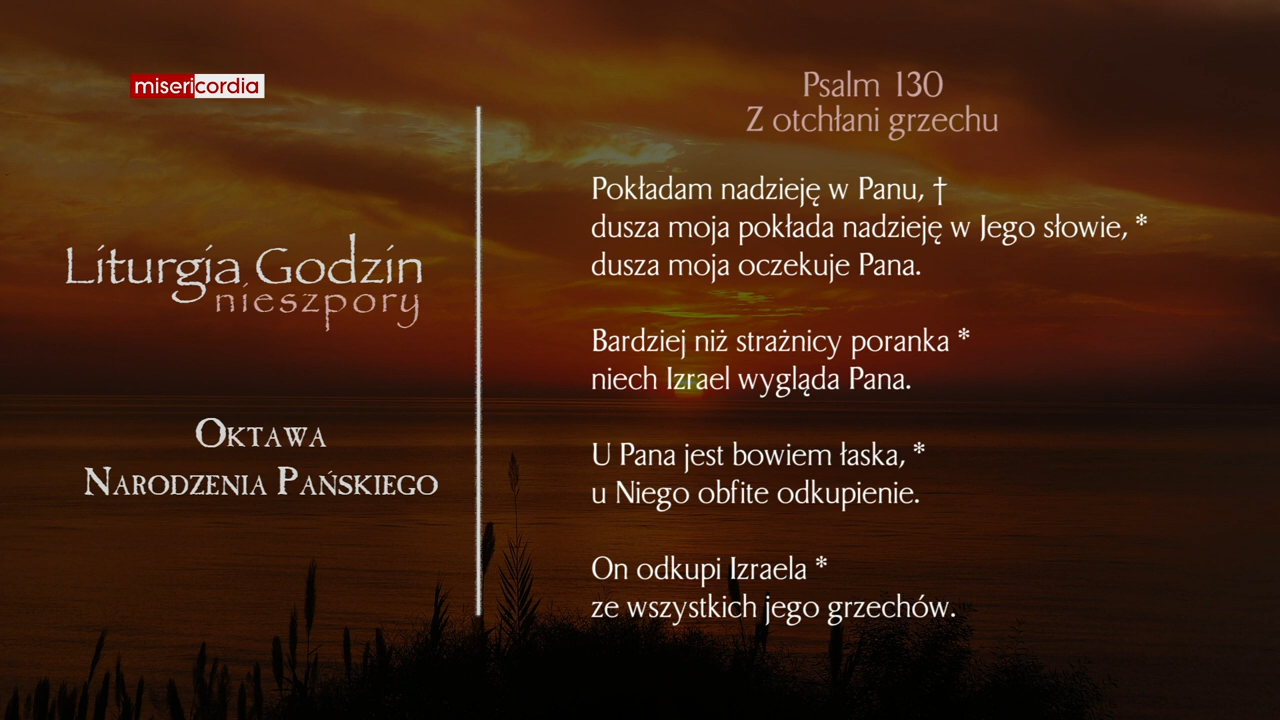 misericordia
Liturgia Godzin
nieszpory
Oktawa
Narodzenia Pańskiego
Psalm 130
Z otchłani grzechu
Pokładam nadzieję w Panu, †
dusza moja pokłada nadzieję w Jego słowie, *
dusza moja oczekuje Pana.
Bardziej niż strażnicy poranka *
niech Izrael wygląda Pana.
U Pana jest bowiem łaska, *
u Niego obfite odkupienie.
On odkupi Izraela *
ze wszystkich jego grzechów.